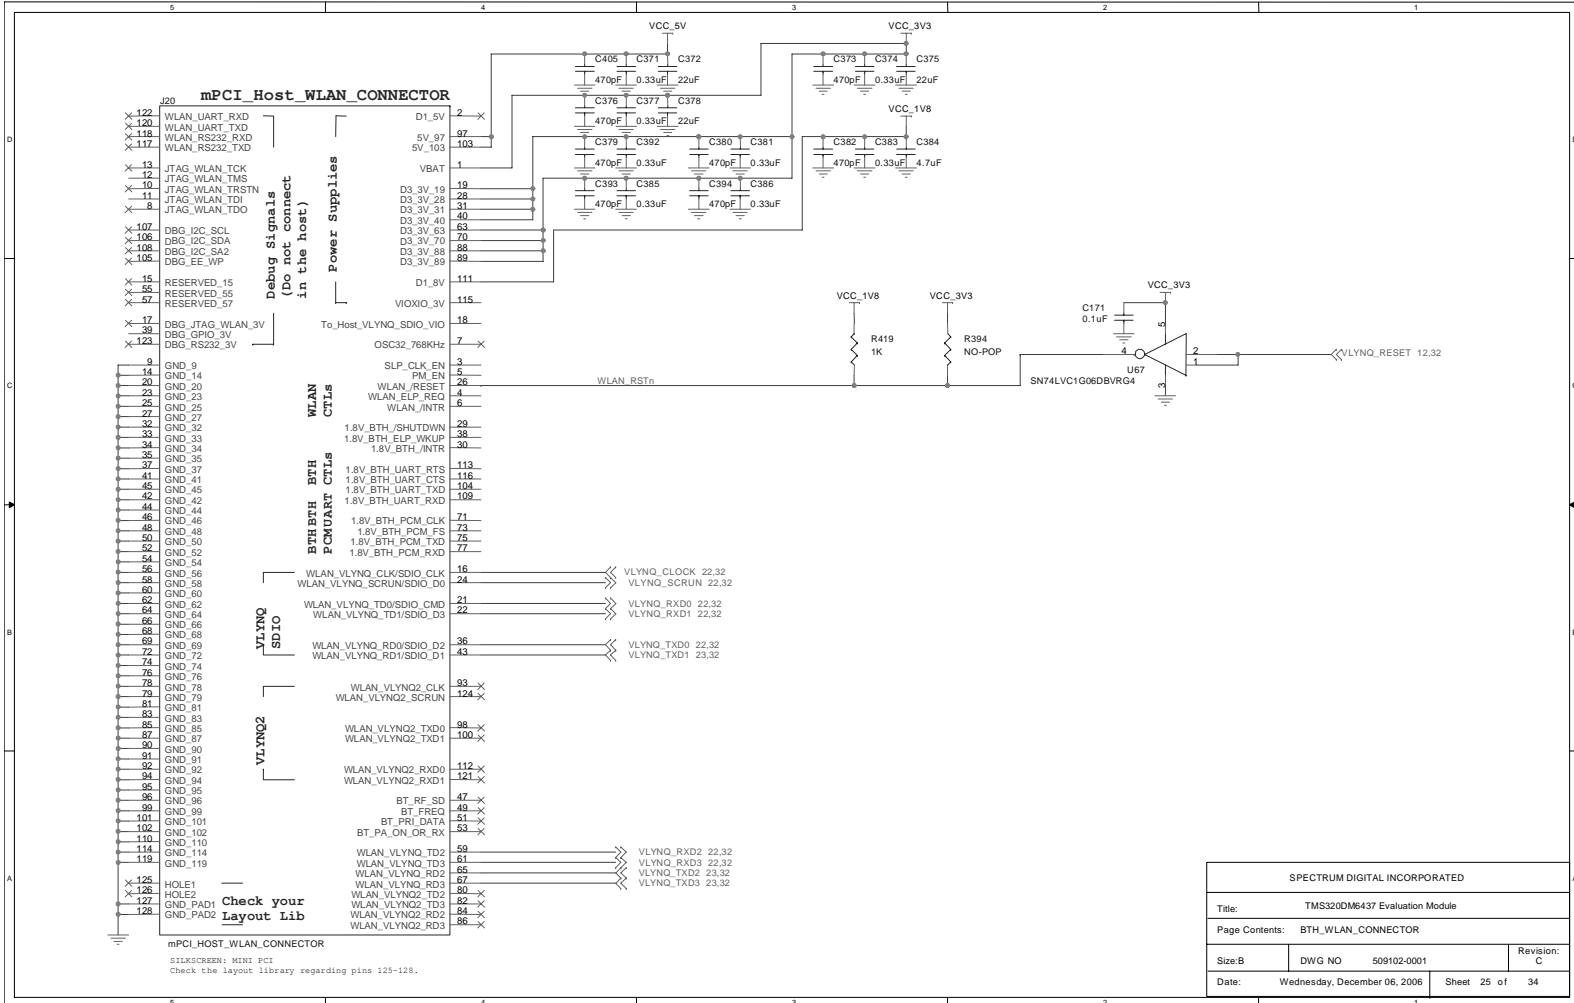 5 4 3 2 1
VCC_5V
VCC_3V3
C405 C371 C372
470pF 0.33uF 22uF
C373 C374 C375
470pF 0.33uF 22uF
C376 C377 C378
470pF 0.33uF 22uF
VCC_1V8
C379 C392 C380 C381
470pF 0.33uF 470pF 0.33uF
C382 C383 C384
470pF 0.33uF 4.7uF
C393 C385 C394 C386
470pF 0.33uF 470pF 0.33uF
J20
mPCI_Host_WLAN_CONNECTOR
122 WLAN_UART_RXD
120 WLAN_UART_TXD
118 WLAN_RS232_RXD
117 WLAN_RS232_TXD
13 JTAG_WLAN_TCK
12 JTAG_WLAN_TMS
10 JTAG_WLAN_TRSTN
11 JTAG_WLAN_TDI
8 JTAG_WLAN_TDO
107 DBG_I2C_SCL
106 DBG_I2C_SDA
108 DBG_I2C_SA2
105 DBG_EE_WP
15 RESERVED_15
55 RESERVED_55
57 RESERVED_57
17 DBG_JTAG_WLAN_3V
39 DBG_GPIO_3V
123 DBG_RS232_3V
9 GND_9
14 GND_14
20 GND_20
23 GND_23
25 GND_25
27 GND_27
32 GND_32
33 GND_33
34 GND_34
35 GND_35
37 GND_37
41 GND_41
45 GND_45
42 GND_42
44 GND_44
46 GND_46
48 GND_48
50 GND_50
52 GND_52
54 GND_54
56 GND_56
58 GND_58
60 GND_60
62 GND_62
64 GND_64
66 GND_66
68 GND_68
69 GND_69
72 GND_72
74 GND_74
76 GND_76
78 GND_78
79 GND_79
81 GND_81
83 GND_83
85 GND_85
87 GND_87
90 GND_90
91 GND_91
92 GND_92
94 GND_94
95 GND_95
96 GND_96
99 GND_99
101 GND_101
102 GND_102
110 GND_110
114 GND_114
119 GND_119
125 HOLE1
126 HOLE2
127 GND_PAD1
128 GND_PAD2
Debug Signals
(Do not connect
in the host)
Power Supplies
WLAN
CTLs
BTH
CTLs
BTH
UART
BTH
PCM
VLYNQ
SDIO
VLYNQ2
Check your
Layout Lib
D1_5V 2
5V_97 97
5V_103 103
VBAT 1
D3_3V_19 19
D3_3V_28 28
D3_3V_31 31
D3_3V_40 40
D3_3V_63 63
D3_3V_70 70
D3_3V_88 88
D3_3V_89 89
D1_8V 111
VIOXIO_3V 115
To_Host_VLYNQ_SDIO_VIO 18
OSC32_768KHz 7
SLP_CLK_EN 3
PM_EN 5
WLAN_/RESET 26
WLAN_ELP_REQ 4
WLAN_/INTR 6
1.8V_BTH_/SHUTDWN 29
1.8V_BTH_ELP_WKUP 38
1.8V_BTH_/INTR 30
1.8V_BTH_UART_RTS 113
1.8V_BTH_UART_CTS 116
1.8V_BTH_UART_TXD 104
1.8V_BTH_UART_RXD 109
1.8V_BTH_PCM_CLK 71
1.8V_BTH_PCM_FS 73
1.8V_BTH_PCM_TXD 75
1.8V_BTH_PCM_RXD 77
WLAN_VLYNQ_CLK/SDIO_CLK 16 VLYNQ_CLOCK 22,32
WLAN_VLYNQ_SCRUN/SDIO_D0 24 VLYNQ_SCRUN 22,32
WLAN_VLYNQ_TD0/SDIO_CMD 21 VLYNQ_RXD0 22,32
WLAN_VLYNQ_TD1/SDIO_D3 22 VLYNQ_RXD1 22,32
WLAN_VLYNQ_RD0/SDIO_D2 36 VLYNQ_TXD0 22,32
WLAN_VLYNQ_RD1/SDIO_D1 43 VLYNQ_TXD1 23,32
WLAN_VLYNQ2_CLK 93
WLAN_VLYNQ2_SCRUN 124
WLAN_VLYNQ2_TXD0 98
WLAN_VLYNQ2_TXD1 100
WLAN_VLYNQ2_RXD0 112
WLAN_VLYNQ2_RXD1 121
BT_RF_SD 47
BT_FREQ 49
BT_PRI_DATA 51
BT_PA_ON_OR_RX 53
WLAN_VLYNQ_TD2 59 VLYNQ_RXD2 22,32
WLAN_VLYNQ_TD3 61 VLYNQ_RXD3 22,32
WLAN_VLYNQ_RD2 65 VLYNQ_TXD2 23,32
WLAN_VLYNQ_RD3 67 VLYNQ_TXD3 23,32
WLAN_VLYNQ2_TD2 80
WLAN_VLYNQ2_TD3 82
WLAN_VLYNQ2_RD2 84
WLAN_VLYNQ2_RD3 86
mPCI_HOST_WLAN_CONNECTOR
SILKSCREEN: MINI PCI
Check the layout library regarding pins 125-128.
WLAN_RSTn
VCC_1V8
R419
1K
VCC_3V3
R394
NO-POP
VCC_3V3
C171
0.1uF
5
4
2
1
3
U67
SN74LVC1G06DBVRG4
VLYNQ_RESET 12,32
D
C
B
A
SPECTRUM DIGITAL INCORPORATED
Title: TMS320DM6437 Evaluation Module
Page Contents: BTH_WLAN_CONNECTOR
Size:B DWG NO 509102-0001 Revision: C
Date: Wednesday, December 06, 2006 Sheet 25 of 34
5 4 3 2 1